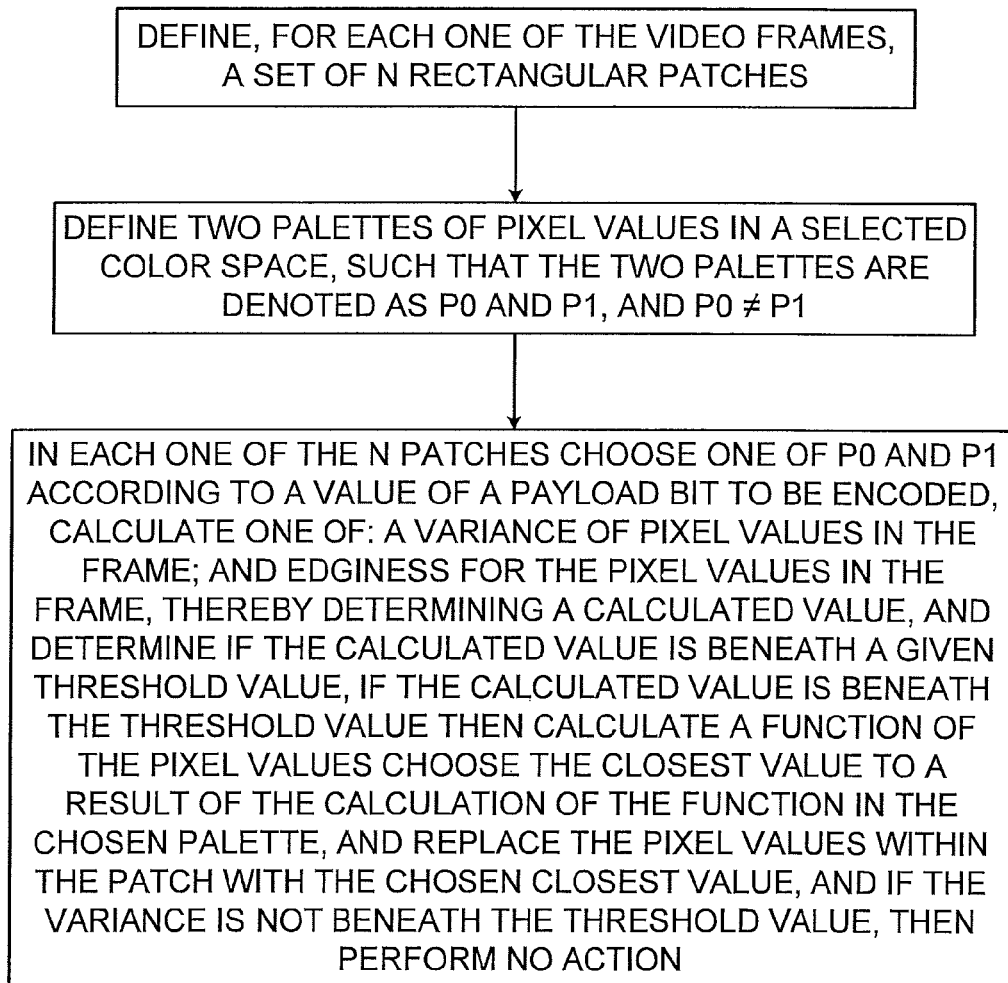 DEFINE, FOR EACH ONE OF THE VIDEO FRAMES,
A SET OF N RECTANGULAR PATCHES
DEFINE TWO PALETTES OF PIXEL VALUES IN A SELECTED
COLOR SPACE, SUCH THAT THE TWO PALETTES ARE
DENOTED AS P0 AND P1, AND P0 ≠ P1
IN EACH ONE OF THE N PATCHES CHOOSE ONE OF P0 AND P1
ACCORDING TO A VALUE OF A PAYLOAD BIT TO BE ENCODED,
CALCULATE ONE OF: A VARIANCE OF PIXEL VALUES IN THE
FRAME; AND EDGINESS FOR THE PIXEL VALUES IN THE
FRAME, THEREBY DETERMINING A CALCULATED VALUE, AND
DETERMINE IF THE CALCULATED VALUE IS BENEATH A GIVEN
THRESHOLD VALUE, IF THE CALCULATED VALUE IS BENEATH
THE THRESHOLD VALUE THEN CALCULATE A FUNCTION OF
THE PIXEL VALUES CHOOSE THE CLOSEST VALUE TO A
RESULT OF THE CALCULATION OF THE FUNCTION IN THE
CHOSEN PALETTE, AND REPLACE THE PIXEL VALUES WITHIN
THE PATCH WITH THE CHOSEN CLOSEST VALUE, AND IF THE
VARIANCE IS NOT BENEATH THE THRESHOLD VALUE, THEN
PERFORM NO ACTION